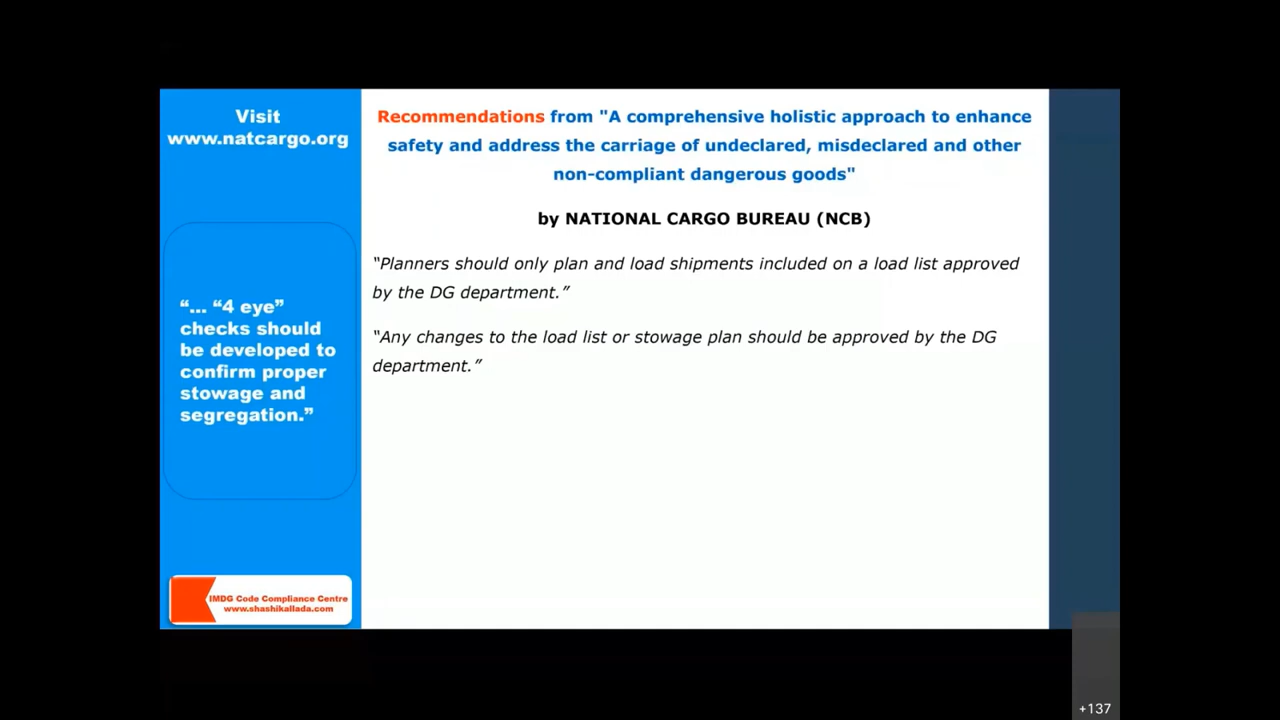 Visit
www.natcargo.org
“... “4 eye”
checks should
be developed to
confirm proper
stowage and
segregation.”
IMDG Code Compliance Centre
www.shashikallada.com
Recommendations from "A comprehensive holistic approach to enhance
safety and address the carriage of undeclared, misdeclared and other
non-compliant dangerous goods"
by NATIONAL CARGO BUREAU (NCB)
“Planners should only plan and load shipments included on a load list approved
by the DG department.”
“Any changes to the load list or stowage plan should be approved by the DG
department.”
+137